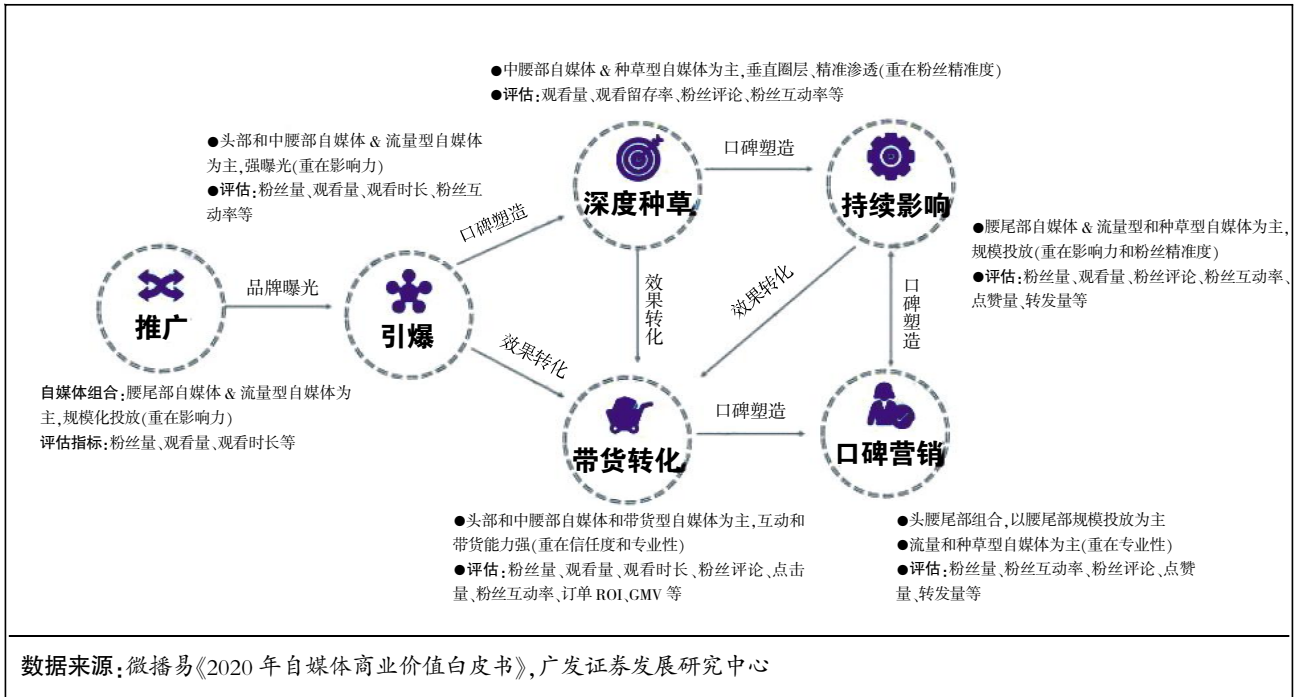 ●中腰部自媒体 & 种草型自媒体为主,垂直圈层、精准渗透(重在粉丝精准度)
●评估:观看量、观看留存率、粉丝评论、粉丝互动率等
●头部和中腰部自媒体 & 流量型自媒体
为主,强曝光(重在影响力)
●评估:粉丝量、观看量、观看时长、粉丝互
动率等
口碑塑造
深度种草
口碑塑造
持续影响
●腰尾部自媒体 & 流量型和种草型自媒体为主,
规模投放(重在影响力和粉丝精准度)
●评估:粉丝量、观看量、粉丝评论、粉丝互动率、
点赞量、转发量等
推广
品牌曝光
引爆
效果转化
效果转化
效果转化
口碑塑造
自媒体组合:腰尾部自媒体 & 流量型自媒体为
主,规模化投放(重在影响力)
评估指标:粉丝量、观看量、观看时长等
带货转化
口碑塑造
口碑营销
●头部和中腰部自媒体和带货型自媒体为主,互动和
带货能力强(重在信任度和专业性)
●评估:粉丝量、观看量、观看时长、粉丝评论、点击
量、粉丝互动率、订单 ROI、GMV 等
●头腰尾部组合,以腰尾部规模投放为主
●流量和种草型自媒体为主(重在专业性)
●评估:粉丝量、粉丝互动率、粉丝评论、点赞
量、转发量等
数据来源:微播易《2020 年自媒体商业价值白皮书》,广发证券发展研究中心